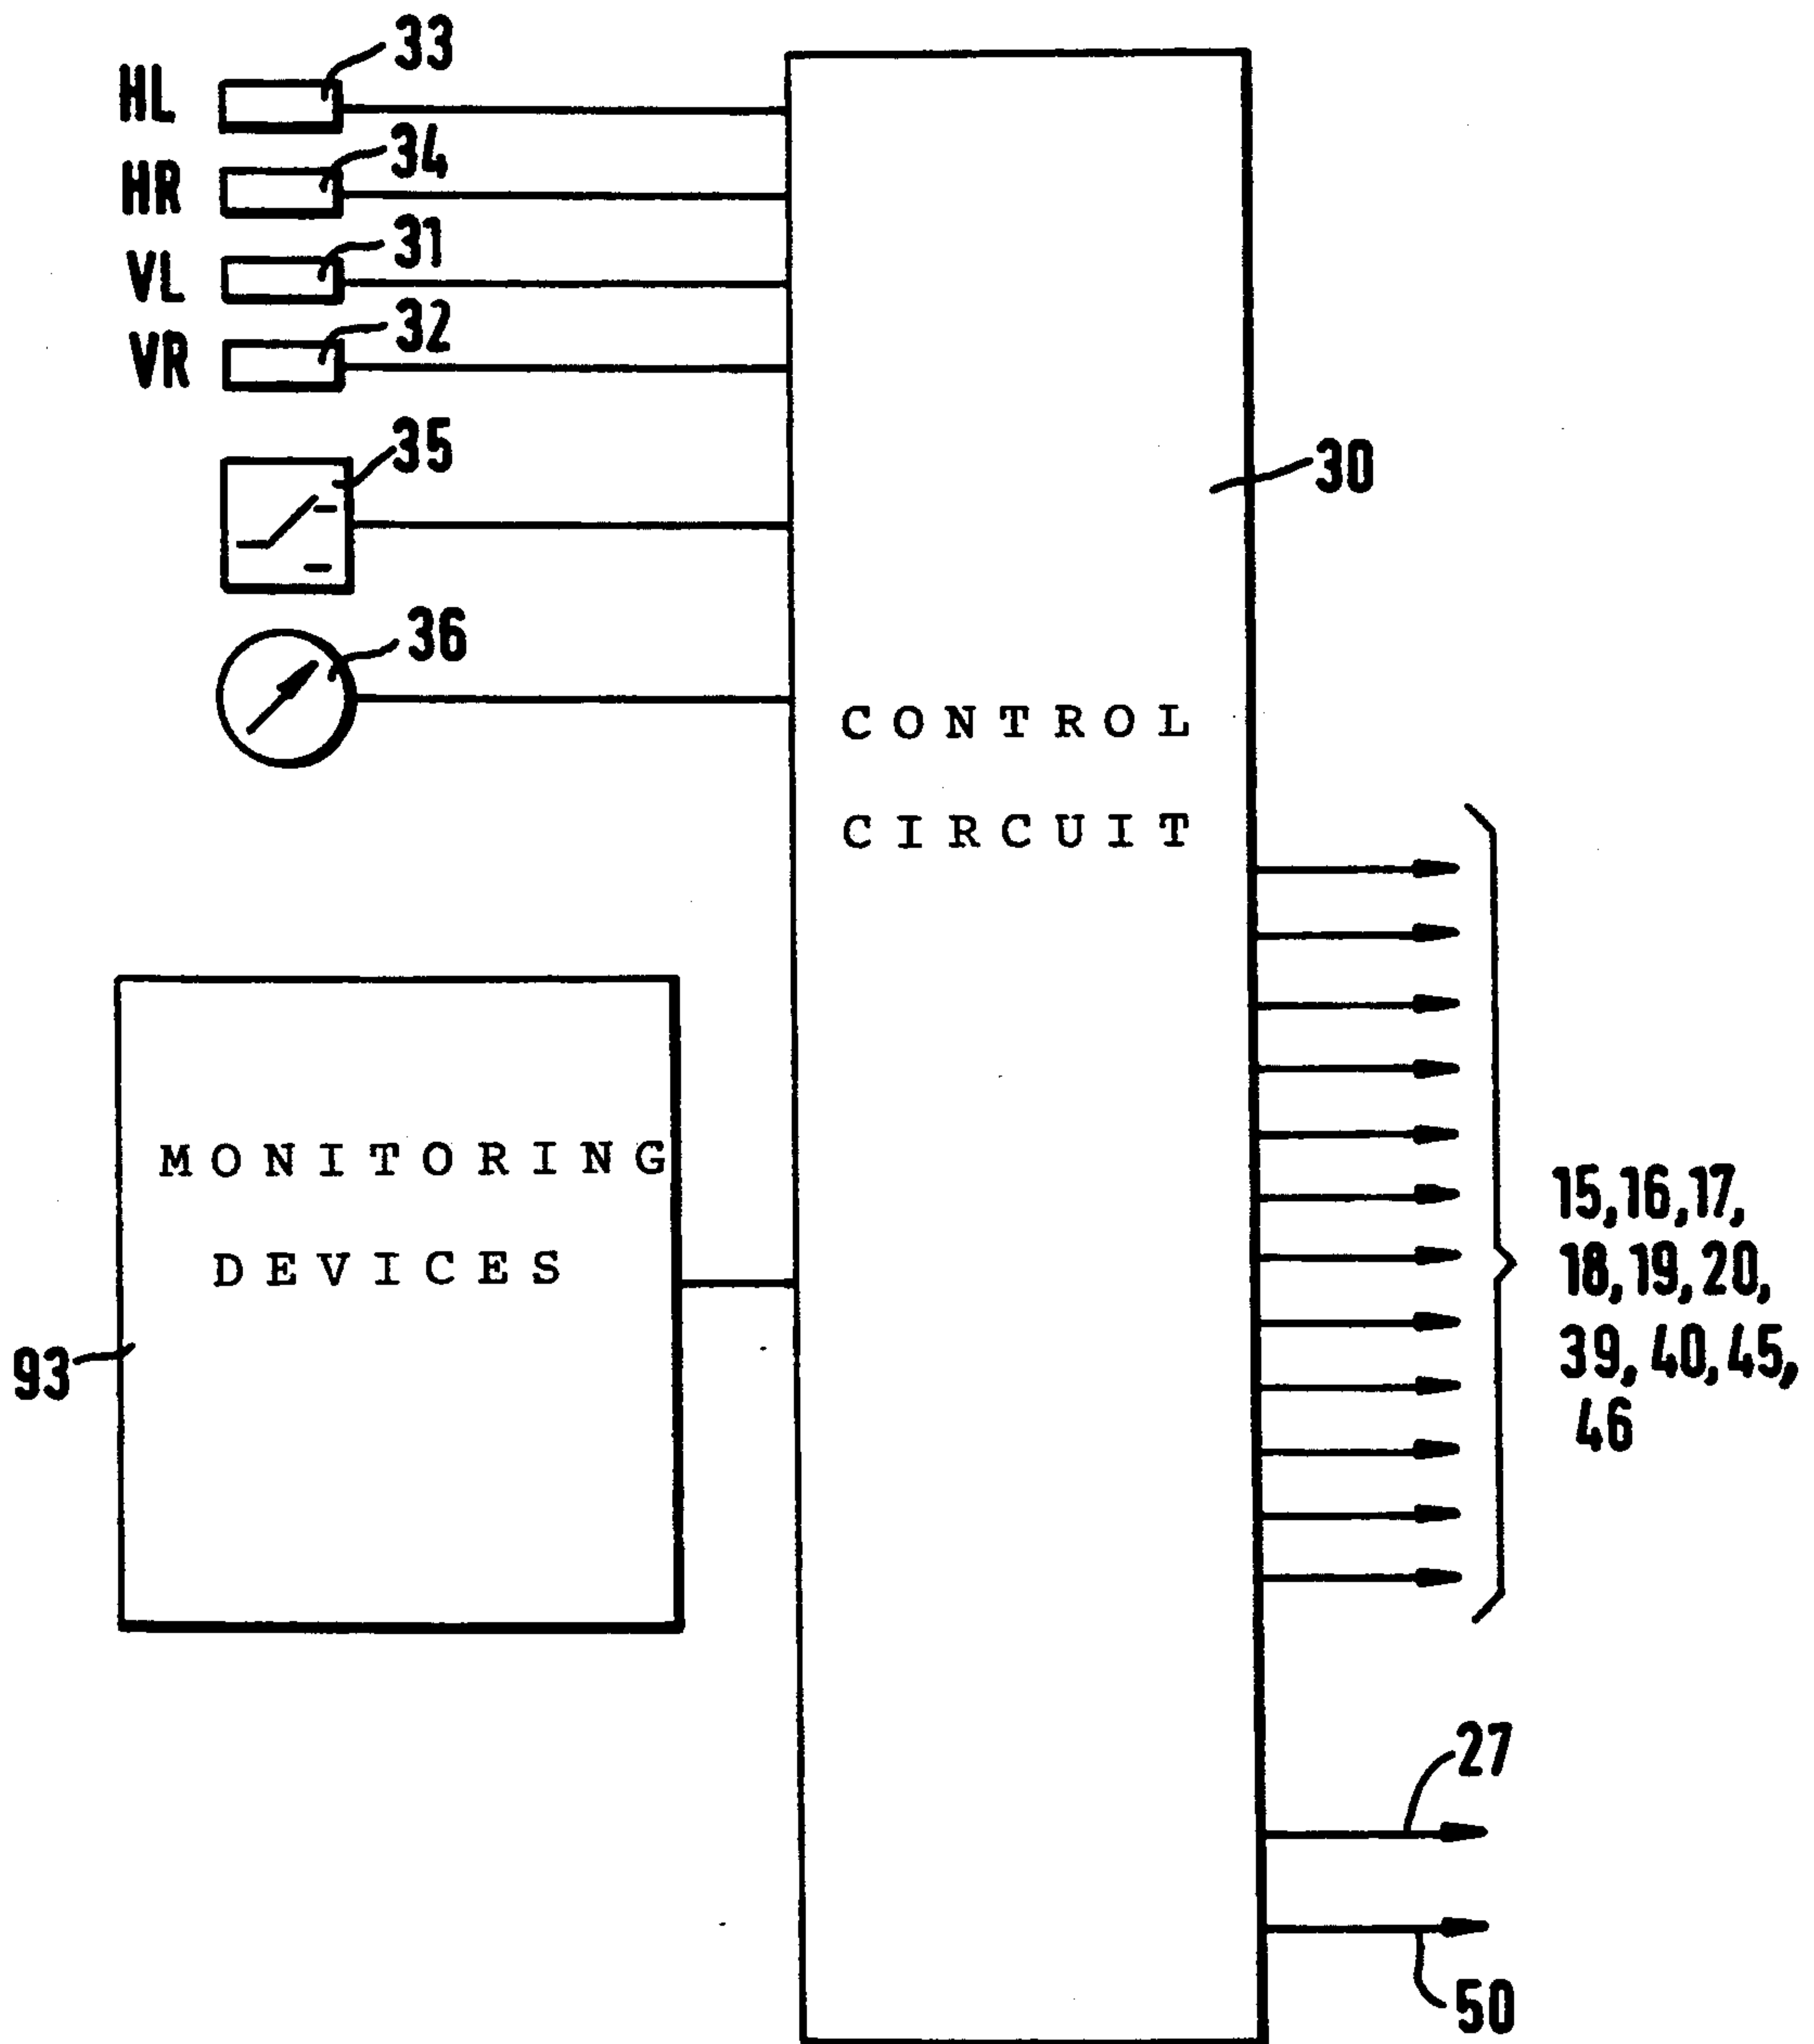 HL
33
HR
34
VL
31
VR
32
35
36
30
CONTROL
CIRCUIT
MONITORING
DEVICES
93
15,16,17,
18,19,20,
39,40,45,
46
27
50